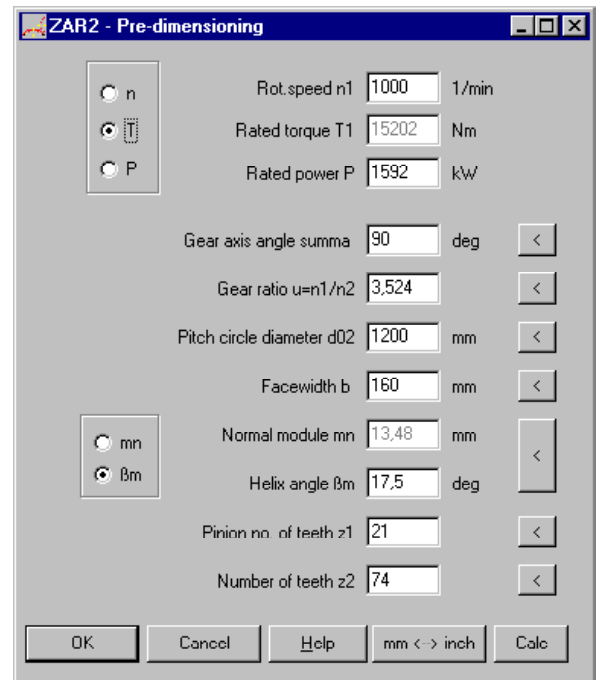 ZAR2 - Pre-dimensioning
n Rot.speed n1 1000 1/min
T Rated torque T1 15202 Nm
P Rated power P 1592 kW
Gear axis angle summa 90 deg <
Gear ratio u=n1/n2 3,524 <
Pitch circle diameter d02 1200 mm <
Facewidth b 160 mm <
mn Normal module mn 13,48 mm <
ßm Helix angle ßm 17,5 deg
Pinion no. of teeth z1 21 <
Number of teeth z2 74 <
OK Cancel Help mm <-> inch Calc